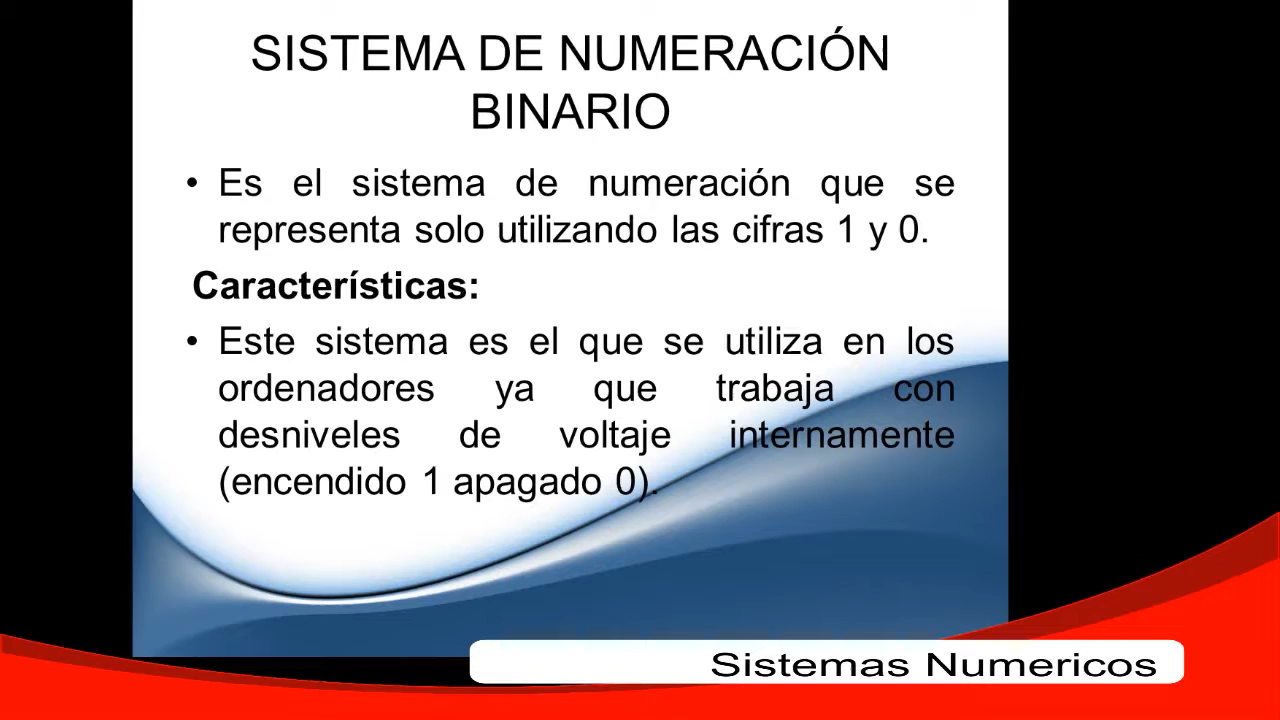 SISTEMA DE NUMERACIÓN
BINARIO
• Es el sistema de numeración que se
representa solo utilizando las cifras 1 y 0.
Características:
• Este sistema es el que se utiliza en los
ordenadores ya que trabaja con
desniveles de voltaje internamente
(encendido 1 apagado 0).
Sistemas Numericos